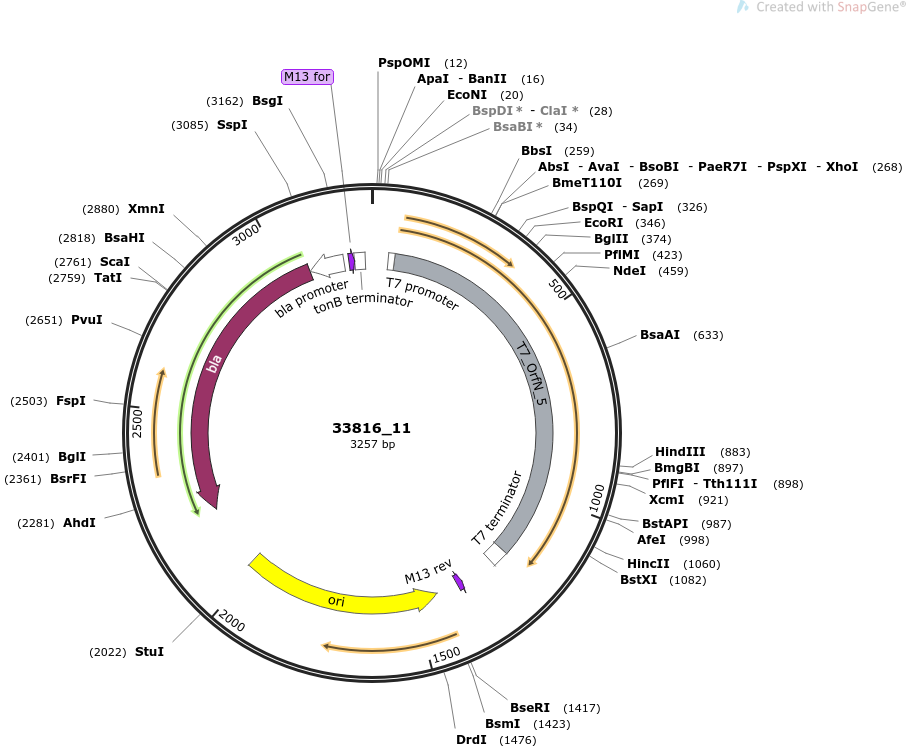 Created with SnapGene®
PspOMI (12)
ApaI - BanII (16)
EcoNI (20)
BspDI * - ClaI * (28)
BsaBI * (34)
BbsI (259)
AbsI - AvaI - BsoBI - PaeR7I - PspXI - XhoI (268)
BmeT110I (269)
BspQI - SapI (326)
EcoRI (346)
BglII (374)
PflMI (423)
NdeI (459)
BsaAI (633)
HindIII (883)
BmgBI (897)
PflFI - Tth111I (898)
XcmI (921)
BstAPI (987)
AfeI (998)
HincII (1060)
BstXI (1082)
BseRI (1417)
BsmI (1423)
DrdI (1476)
(2022) StuI
(2281) AhdI
(2361) BsrFI
(2401) BglI
(2503) FspI
(2651) PvuI
(2759) TatI
(2761) ScaI
(2818) BsaHI
(2880) XmnI
(3085) SspI
(3162) BsgI
M13 for
500
1000
1500
2000
2500
3000
T7 promoter
T7_OrfN_5
T7 terminator
M13 rev
ori
bla
bla promoter
tonB terminator
33816_11
3257 bp